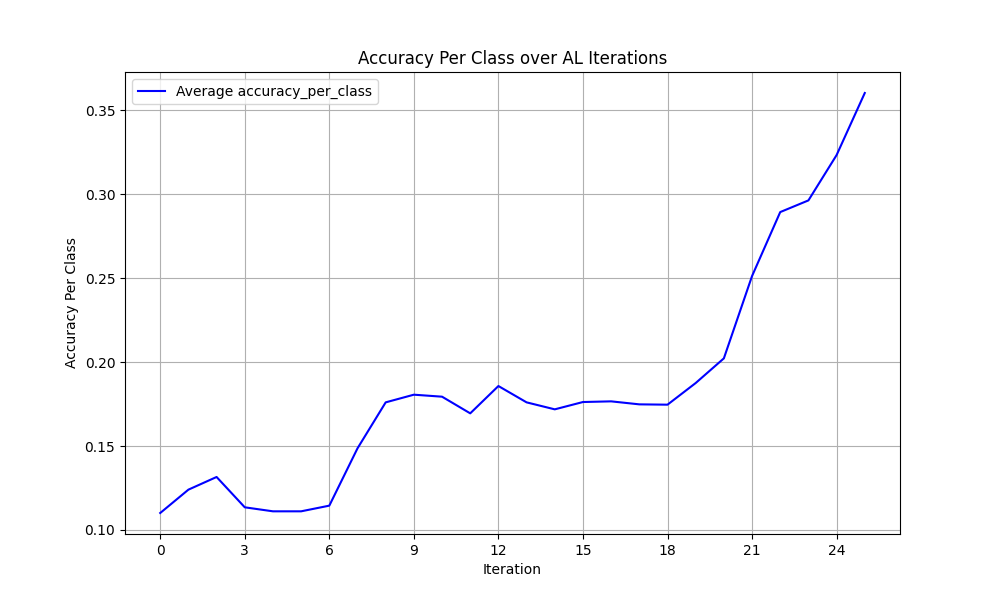 Accuracy Per Class over AL Iterations
Average accuracy_per_class
0.35
0.30
0.25
0.20
0.15
0.10
Accuracy Per Class
0 3 6 9 12 15 18 21 24
Iteration